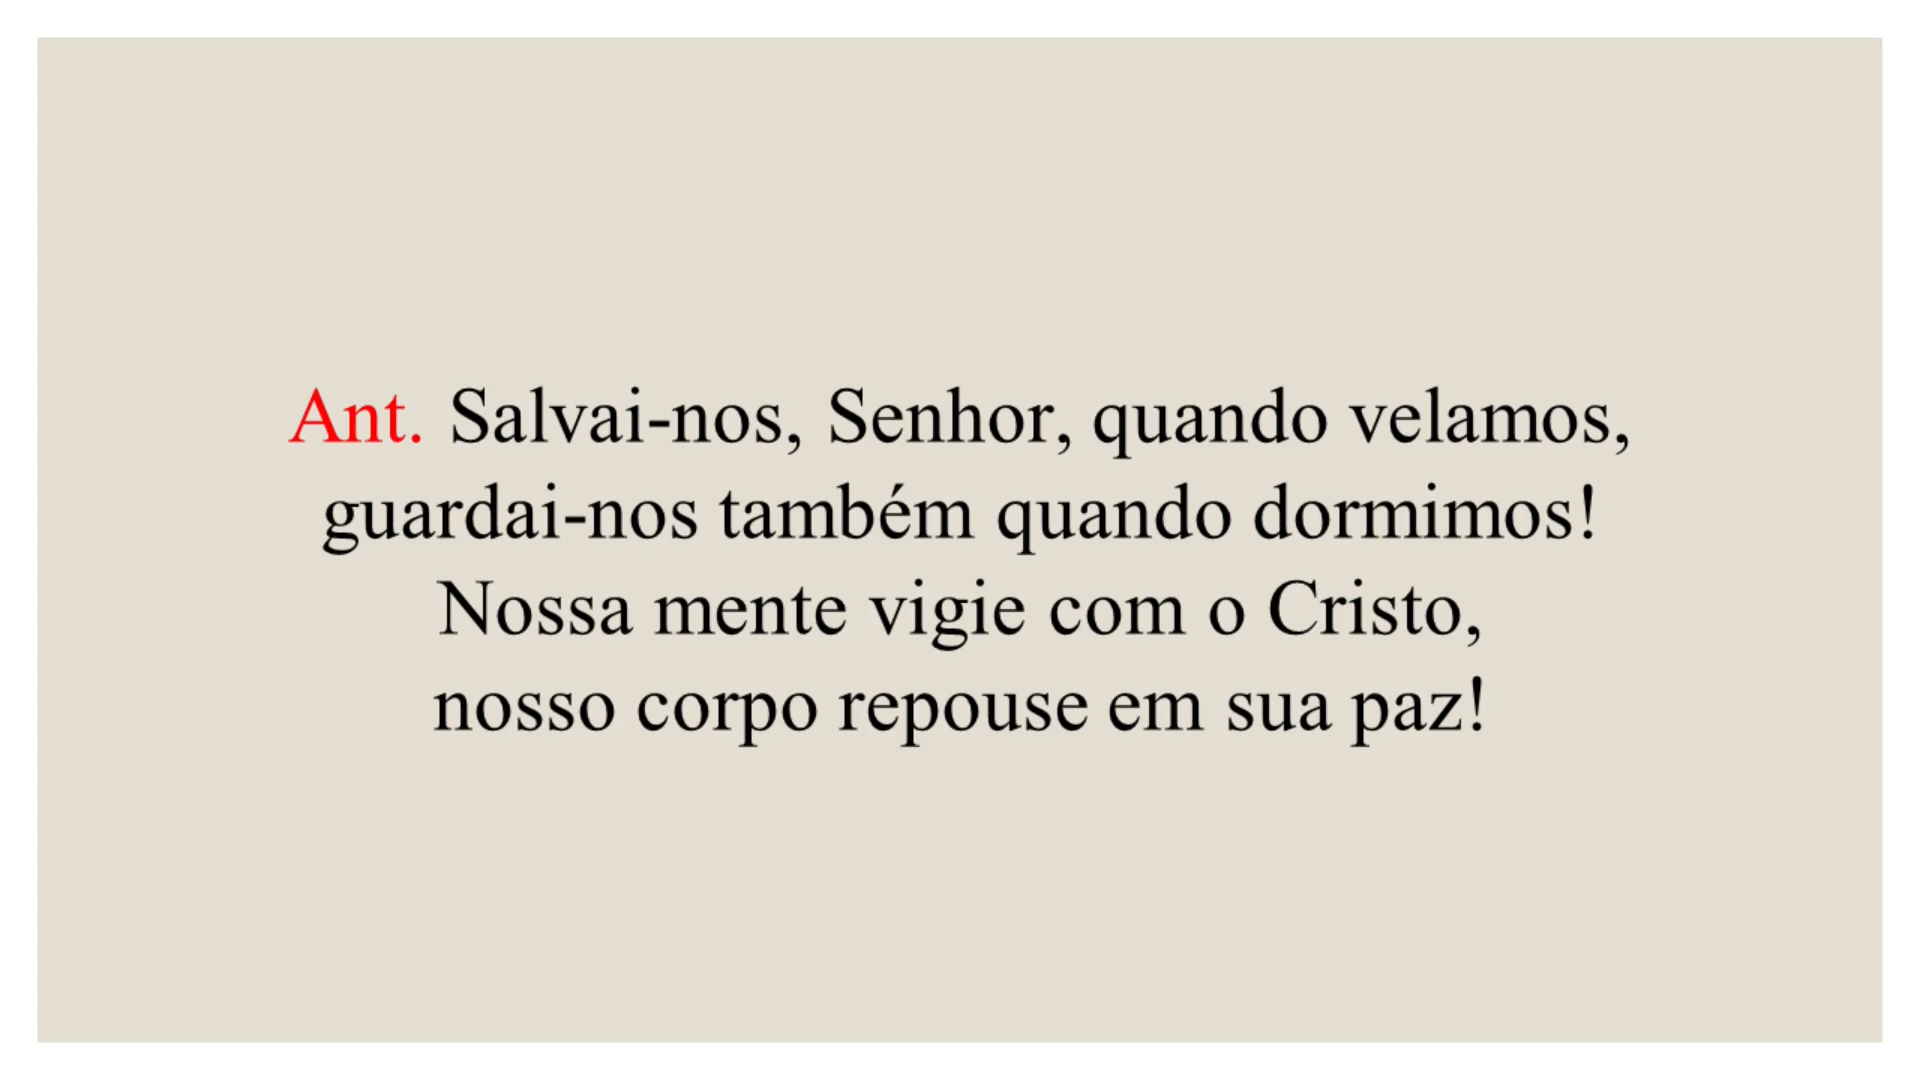 Ant. Salvai-nos, Senhor, quando velamos,
guardai-nos também quando dormimos!
Nossa mente vigie com o Cristo,
nosso corpo repouse em sua paz!